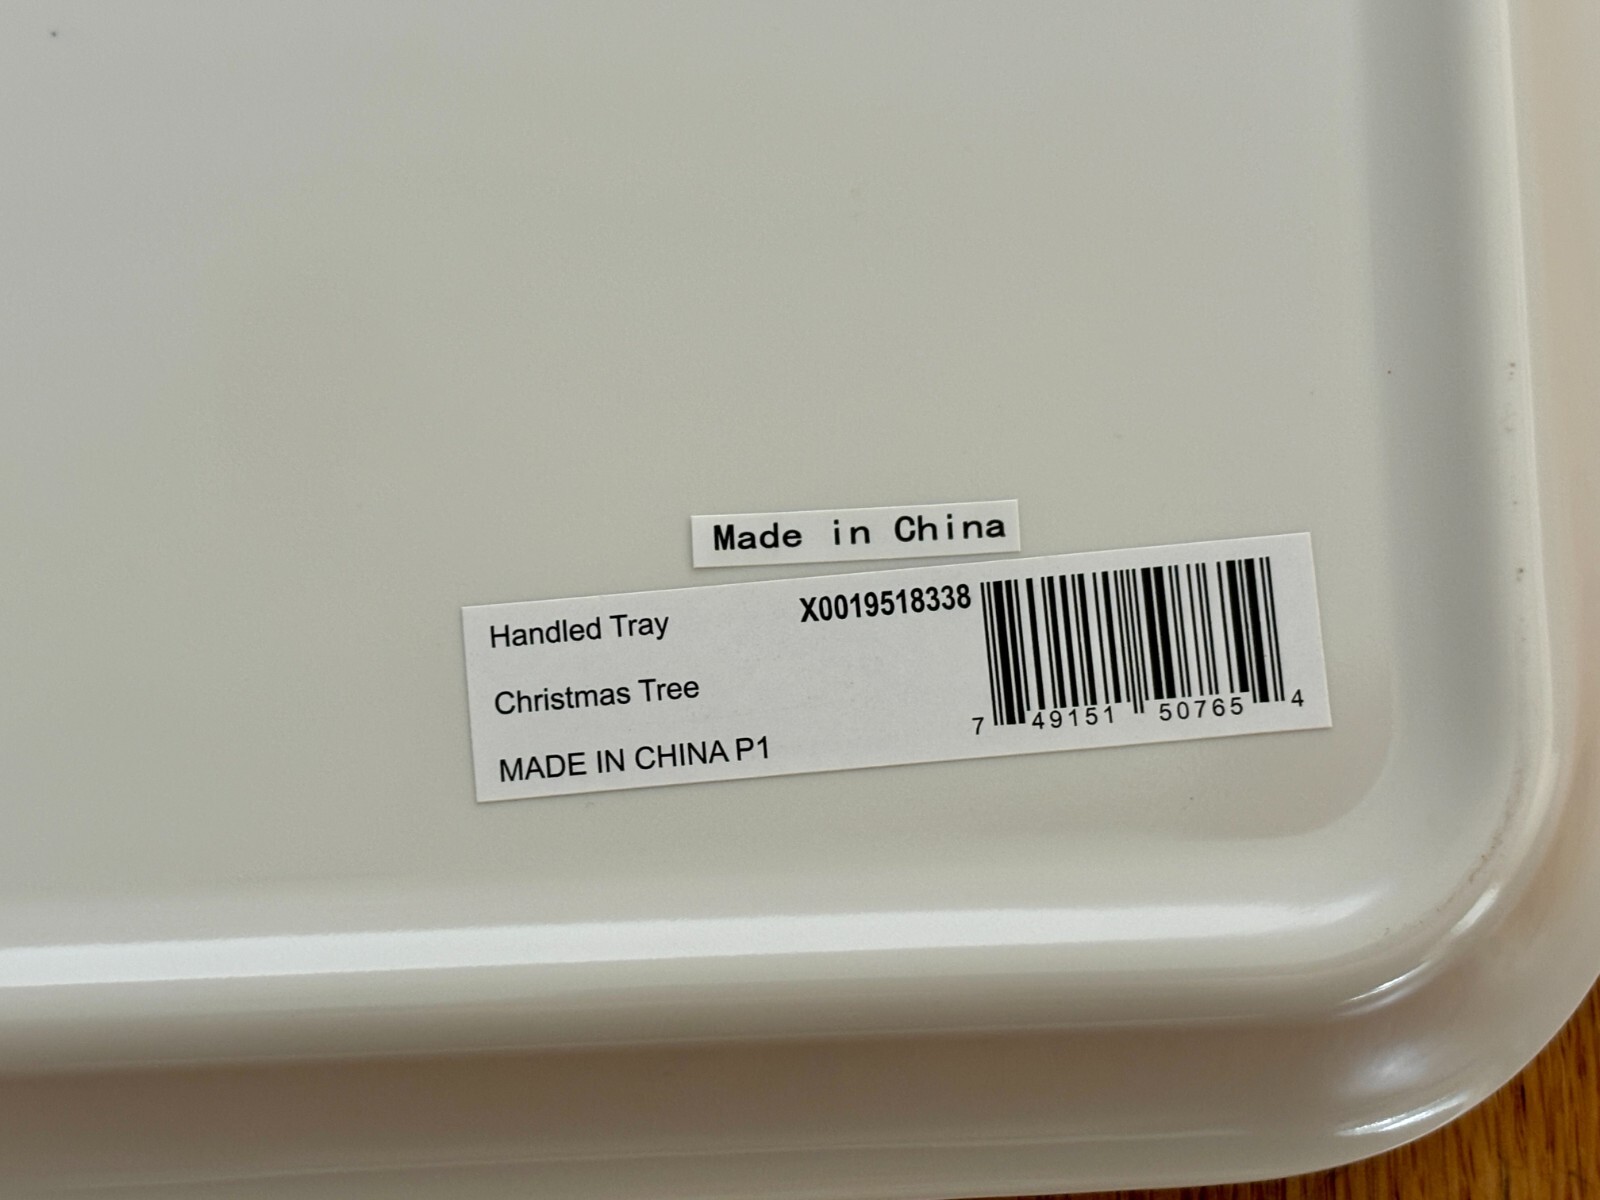 Made in China
Handled Tray
X0019518338
Christmas Tree
MADE IN CHINA P1
7 49151 50765 4